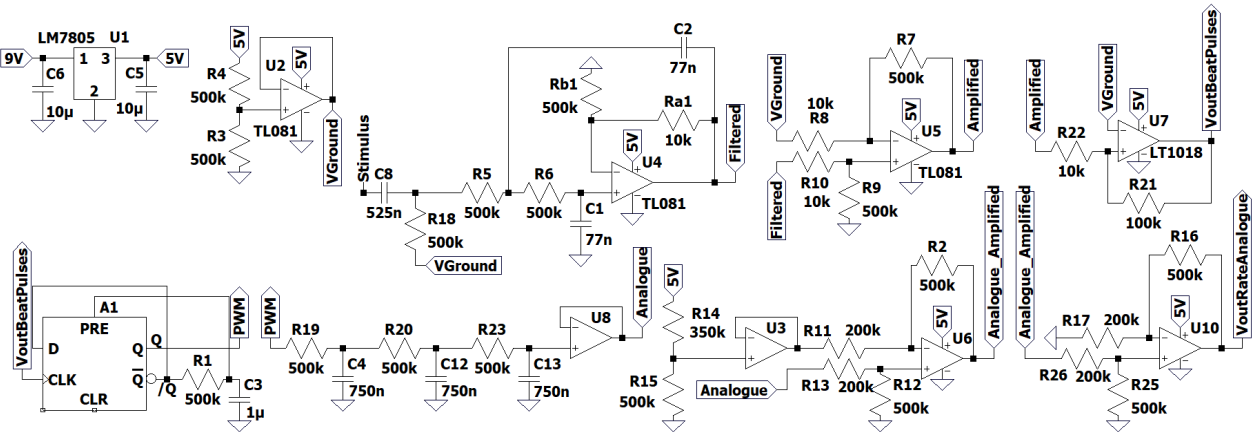 LM7805 U1
9V 1 3 5V
2
C6
10µ
C5
10µ
5V
R4
500k
R3
500k
U2
5V
TL081
VGround
Stimulus
C8
525n
R18
500k
VGround
R5
500k
R6
500k
C1
77n
C2
77n
Rb1
500k
Ra1
10k
5V
U4
TL081
Filtered
VGround
Filtered
10k
R8
R10
10k
R9
500k
R7
500k
5V
U5
TL081
Amplified
Amplified
R22
10k
VGround
5V
U7
LT1018
R21
100k
VoutBeatPulses
VoutBeatPulses
A1
PRE
D
Q
Q
CLK
Q
/Q
CLR
R1
500k
C3
1µ
PWM
PWM
R19
500k
C4
750n
R20
500k
C12
750n
R23
500k
C13
750n
U8
Analogue
5V
R14
350k
R15
500k
U3
Analogue
R11
200k
R13
200k
R12
500k
R2
500k
5V
U6
Analogue_Amplified
Analogue_Amplified
R17
200k
R26
200k
R25
500k
R16
500k
5V
U10
VoutRateAnalogue